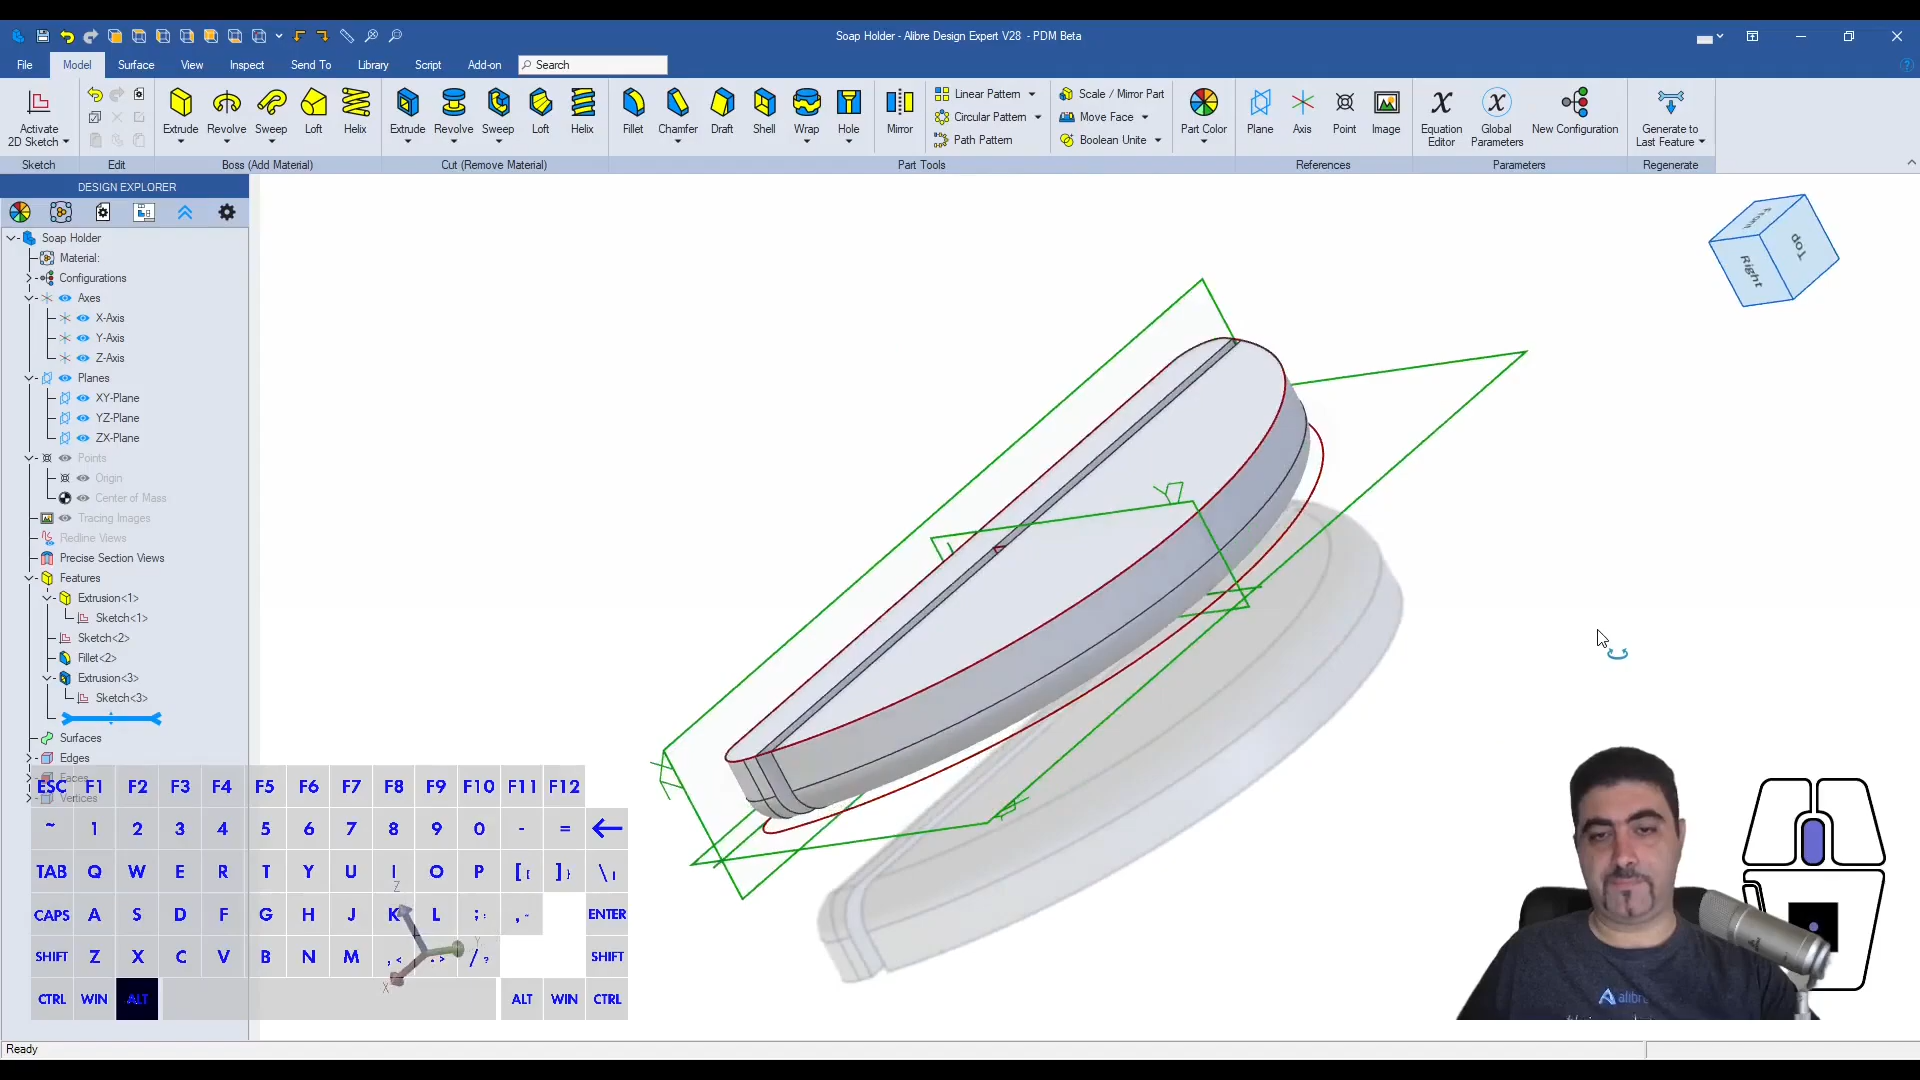 Soap Holder - Alibre Design Expert V28 - PDM Beta
File Model Surface View Inspect Send To Library Script Add-on Search
Activate 2D Sketch
Extrude Revolve Sweep Loft Helix
Extrude Revolve Sweep Loft Helix
Fillet Chamfer Draft Shell Wrap Hole Mirror
Linear Pattern
Circular Pattern
Path Pattern
Scale / Mirror Part
Move Face
Boolean Unite
Part Color
Plane Axis Point Image
Equation Editor
Global Parameters
New Configuration
Generate to Last Feature
Sketch Edit Boss (Add Material) Cut (Remove Material) Part Tools References Parameters Regenerate
DESIGN EXPLORER
Soap Holder
Material:
Configurations
Axes
X-Axis
Y-Axis
Z-Axis
Planes
XY-Plane
YZ-Plane
ZX-Plane
Points
Origin
Center of Mass
Tracing Images
Redline Views
Precise Section Views
Features
Extrusion<1>
Sketch<1>
Sketch<2>
Fillet<2>
Extrusion<3>
Sketch<3>
Surfaces
Edges
Faces
Vertices
Front
Top
Right
ESC F1 F2 F3 F4 F5 F6 F7 F8 F9 F10 F11 F12
~ 1 2 3 4 5 6 7 8 9 0 - =
TAB Q W E R T Y U I O P [ { ] } \ |
CAPS A S D F G H J K L ; : ENTER
SHIFT Z X C V B N M , < . > / ? SHIFT
CTRL WIN ALT ALT WIN CTRL
Z
Y
X
alibre
Ready